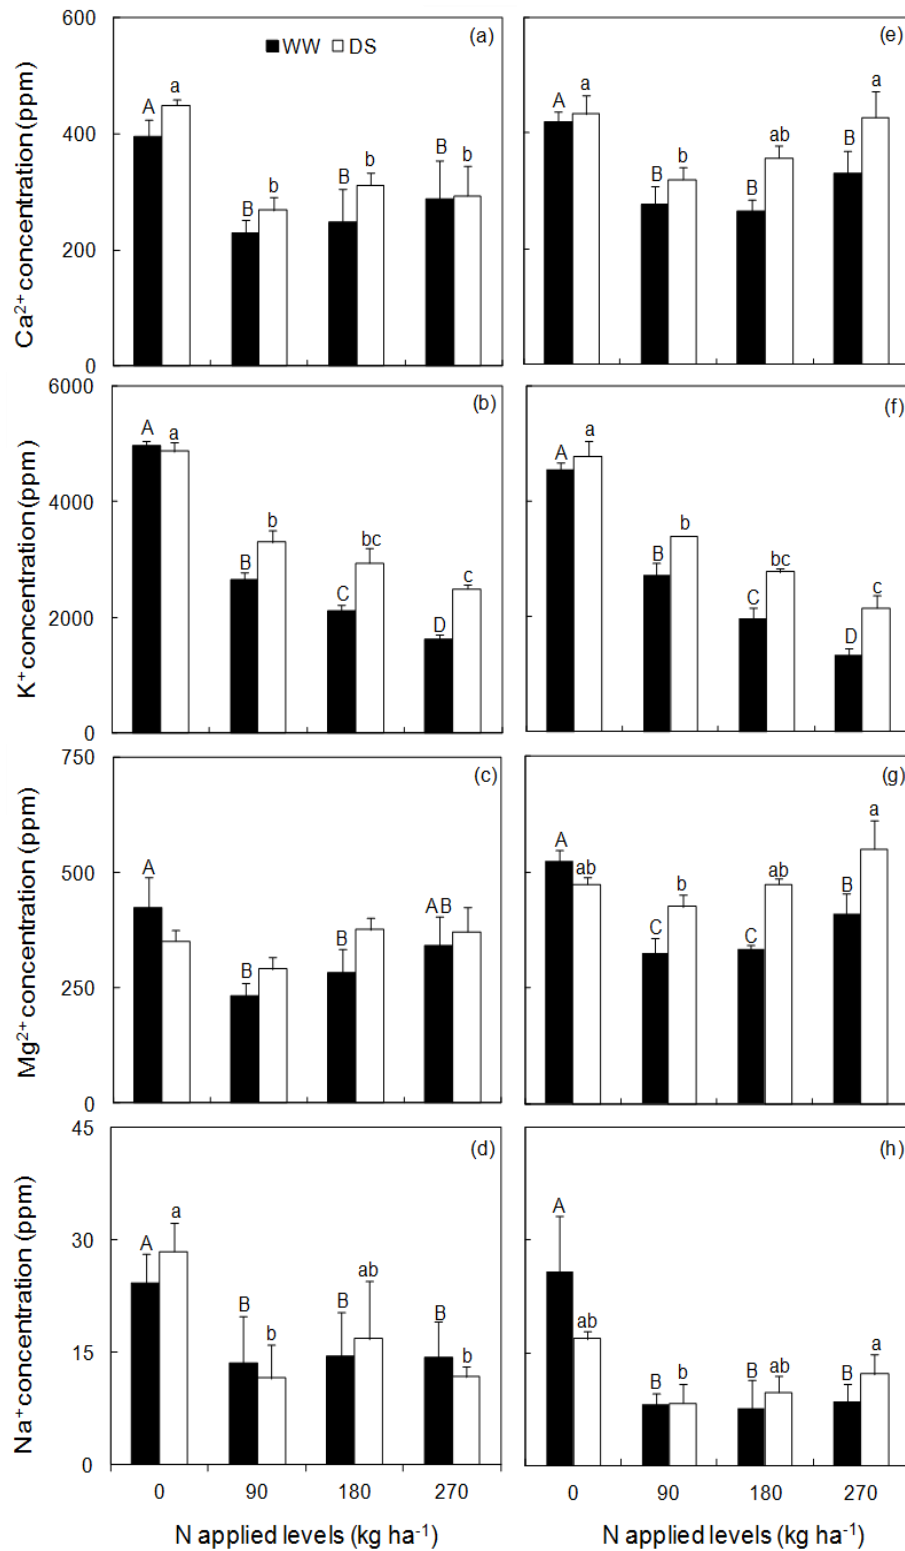 600
(a)
(e)
WW DS
a
A
a
A
a
400
B
b
B
b
B
b
B
b
B
ab
B
a
200
0
Ca²⁺ concentration (ppm)
6000
(b)
(f)
A
a
A
a
4000
B
b
C
bc
D
c
B
b
C
bc
D
c
2000
0
K⁺ concentration (ppm)
750
(c)
(g)
A
B
B
AB
A
ab
C
b
C
ab
B
a
500
250
0
Mg²⁺ concentration (ppm)
45
(d)
(h)
A
a
B
b
B
ab
B
b
A
ab
B
b
B
ab
B
a
30
15
0
Na⁺ concentration (ppm)
0 90 180 270
0 90 180 270
N applied levels (kg ha⁻¹)
N applied levels (kg ha⁻¹)